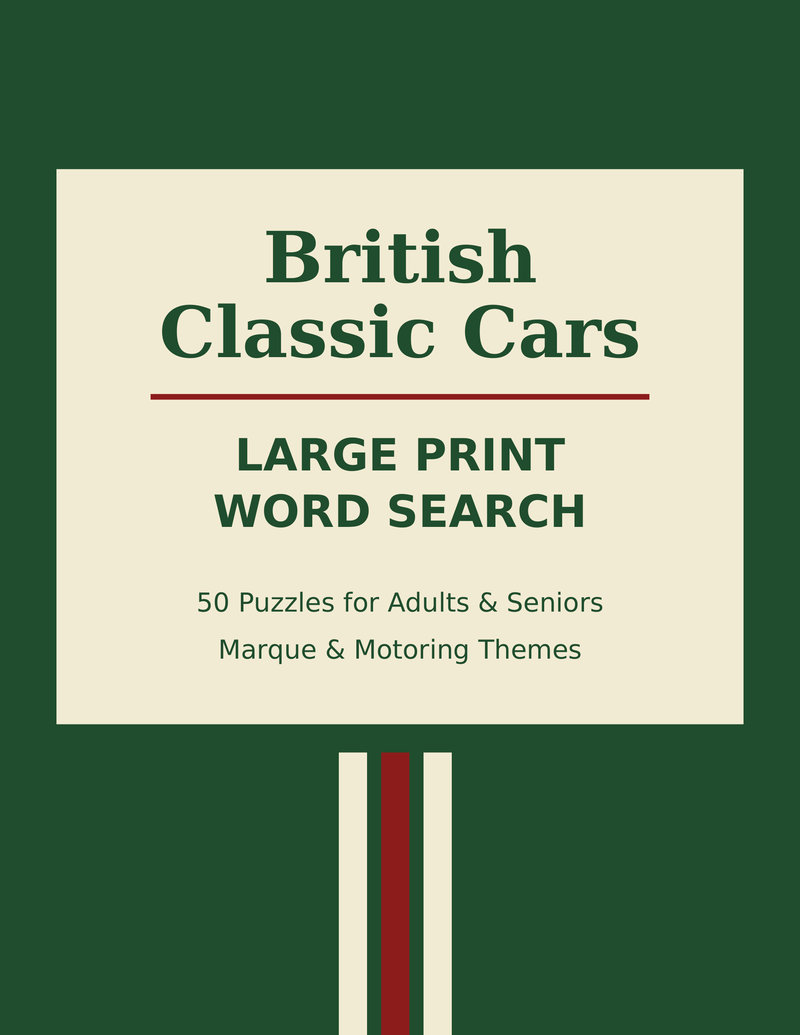 British
Classic Cars
LARGE PRINT
WORD SEARCH
50 Puzzles for Adults & Seniors
Marque & Motoring Themes